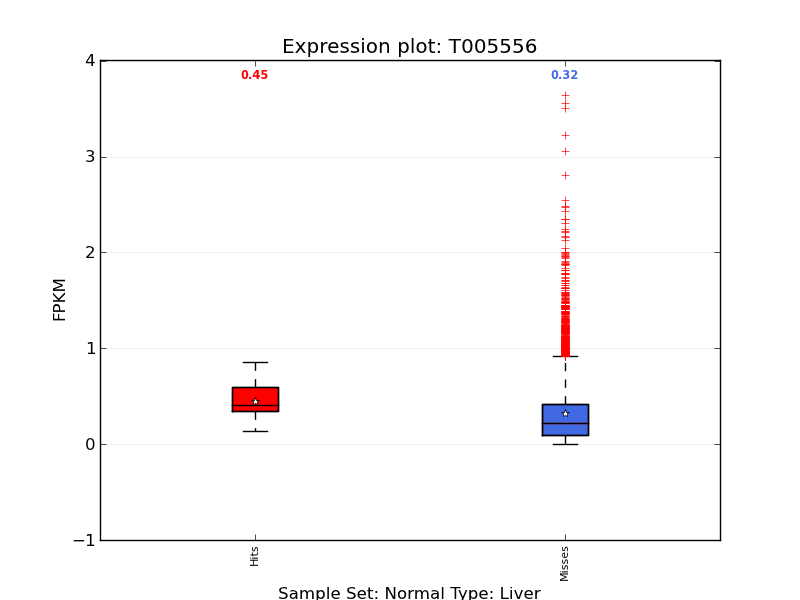 Expression plot: T005556
4
0.45
0.32
3
2
FPKM
1
0
−1
Hits
Misses
Sample Set: Normal Type: Liver